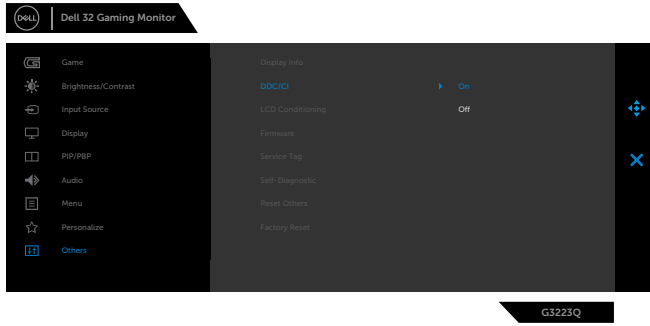 DELL
Dell 32 Gaming Monitor
Game
Display Info
Brightness/Contrast
DDC/CI
On
Input Source
LCD Conditioning
Off
Display
Firmware
PIP/PBP
Service Tag
Audio
Self-Diagnostic
Menu
Reset Others
Personalize
Factory Reset
Others
G3223Q